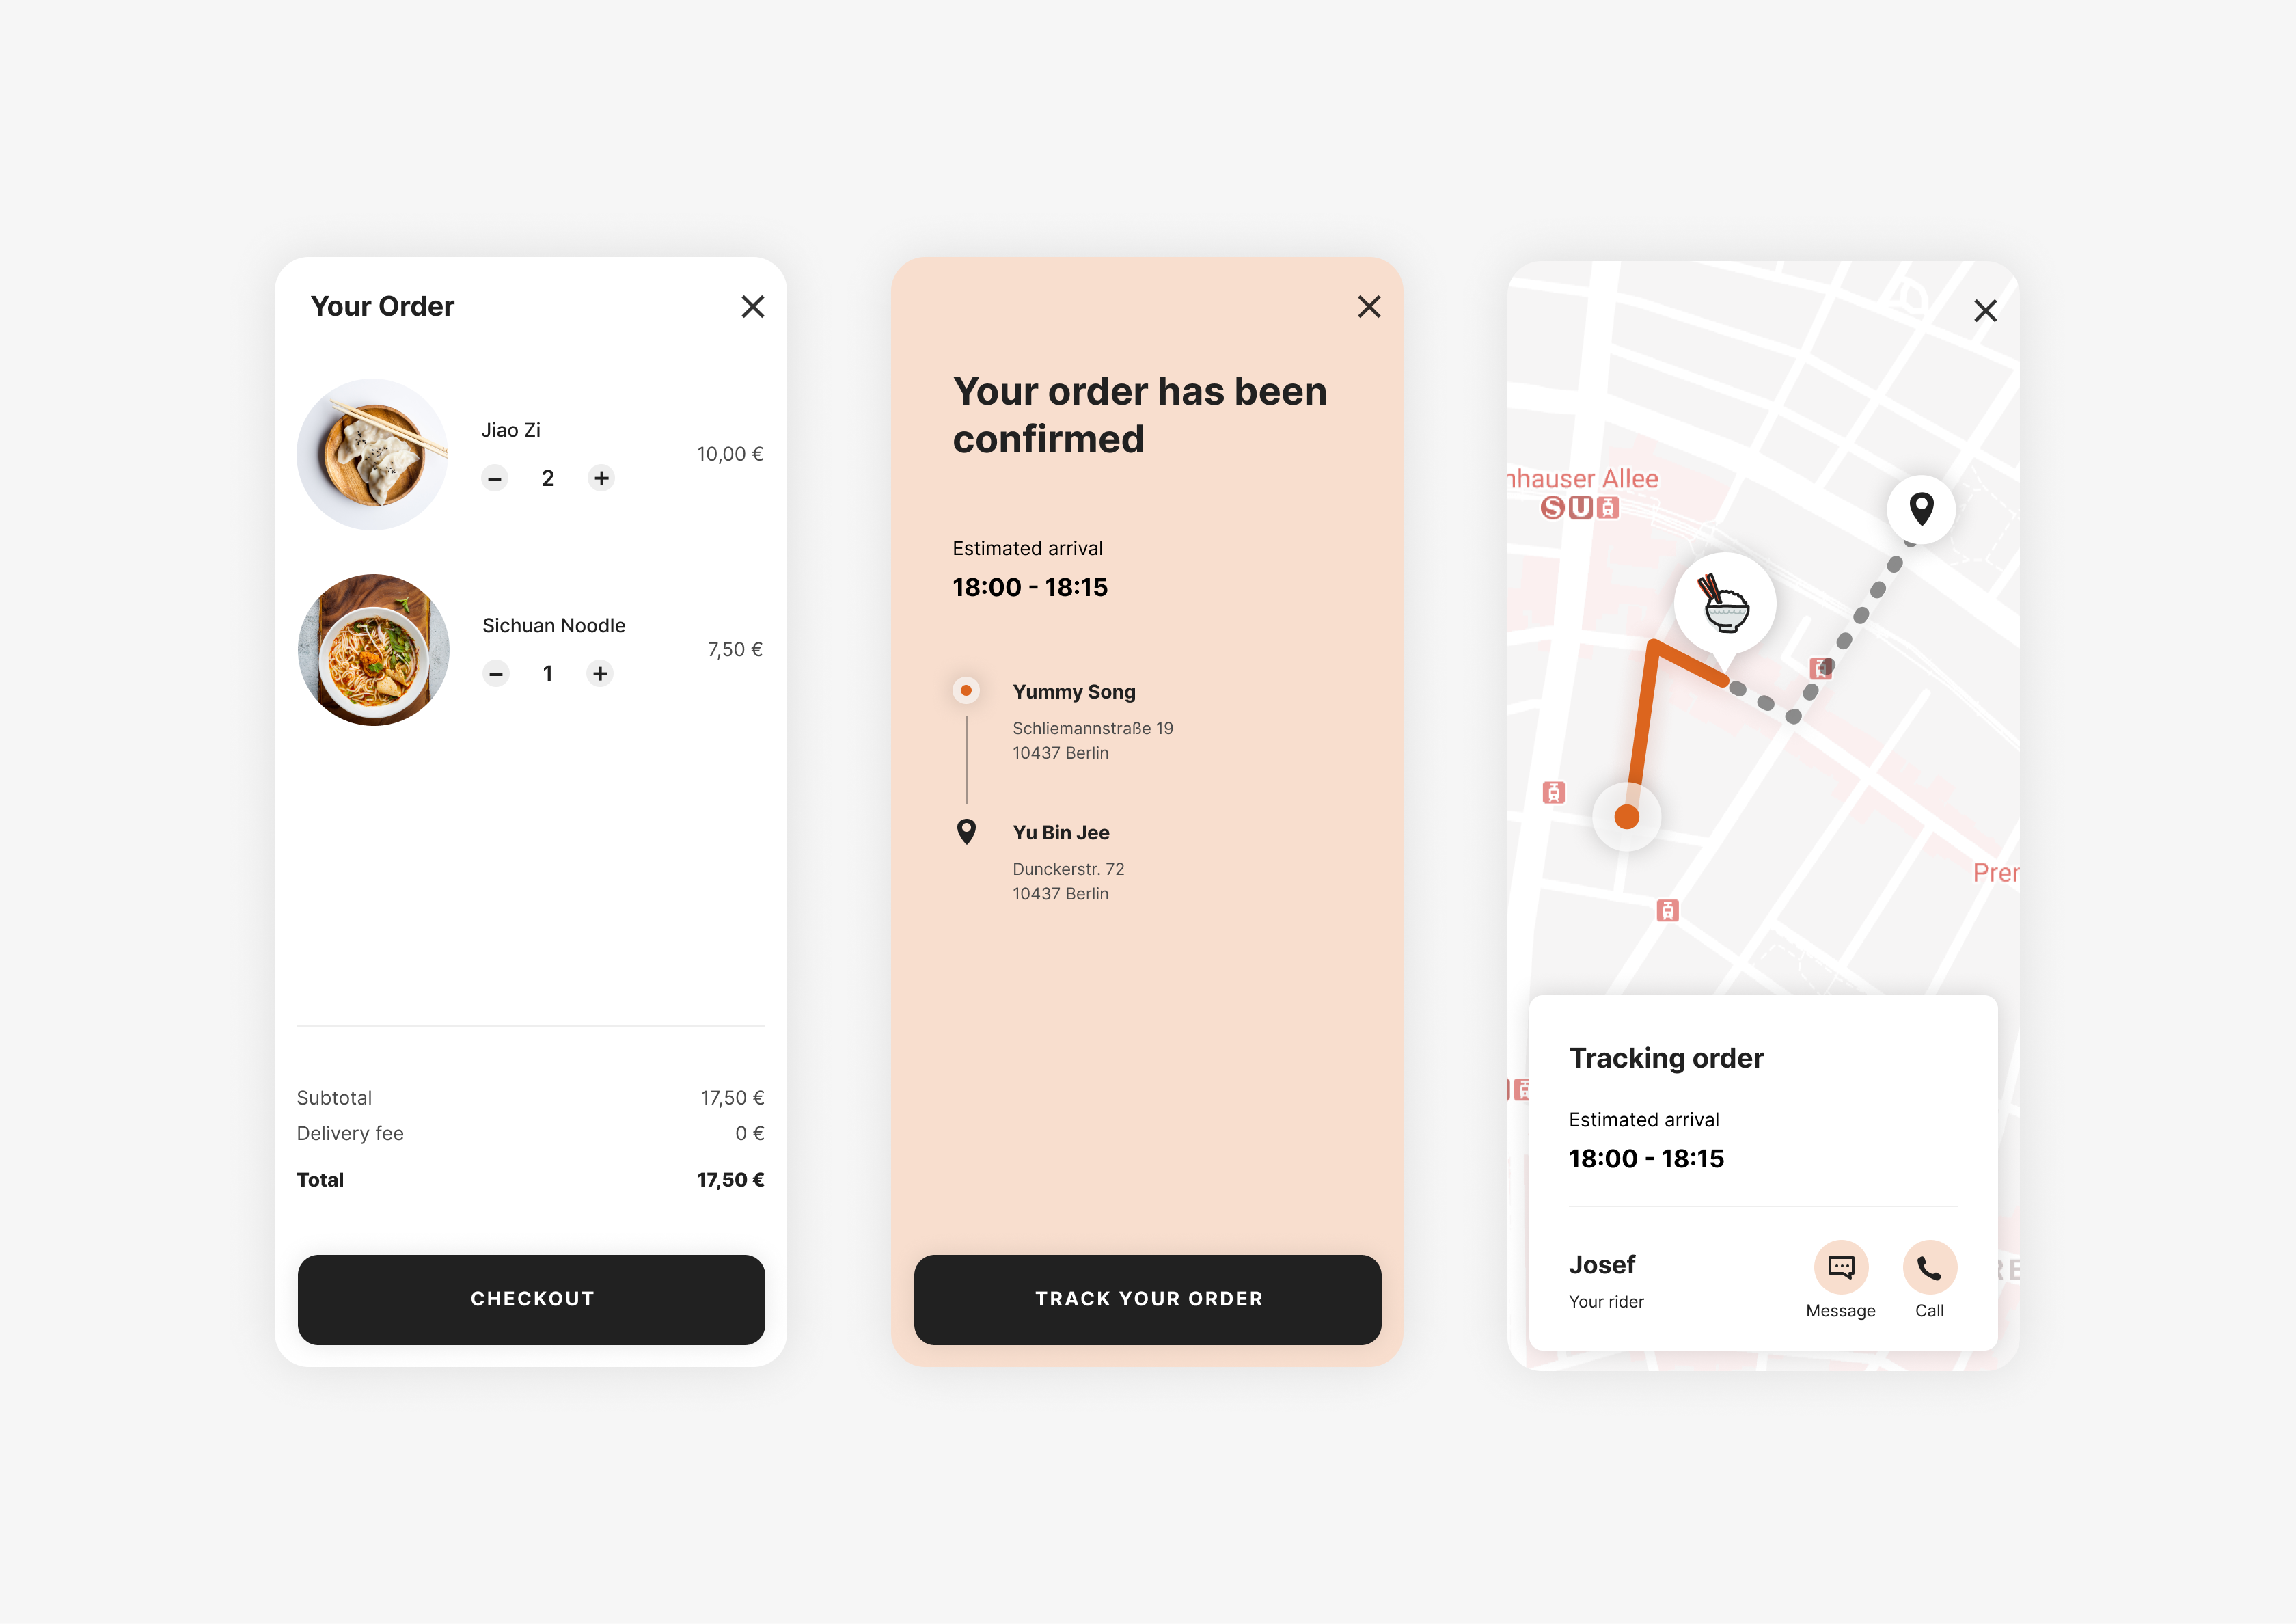 Your Order
Jiao Zi
2
10,00 €
Sichuan Noodle
1
7,50 €
Subtotal 17,50 €
Delivery fee 0 €
Total 17,50 €
CHECKOUT
Your order has been
confirmed
Estimated arrival
18:00 - 18:15
Yummy Song
Schliemannstraße 19
10437 Berlin
Yu Bin Jee
Dunckerstr. 72
10437 Berlin
TRACK YOUR ORDER
nhauser Allee
S U
Prer
Tracking order
Estimated arrival
18:00 - 18:15
Josef
Your rider
Message
Call